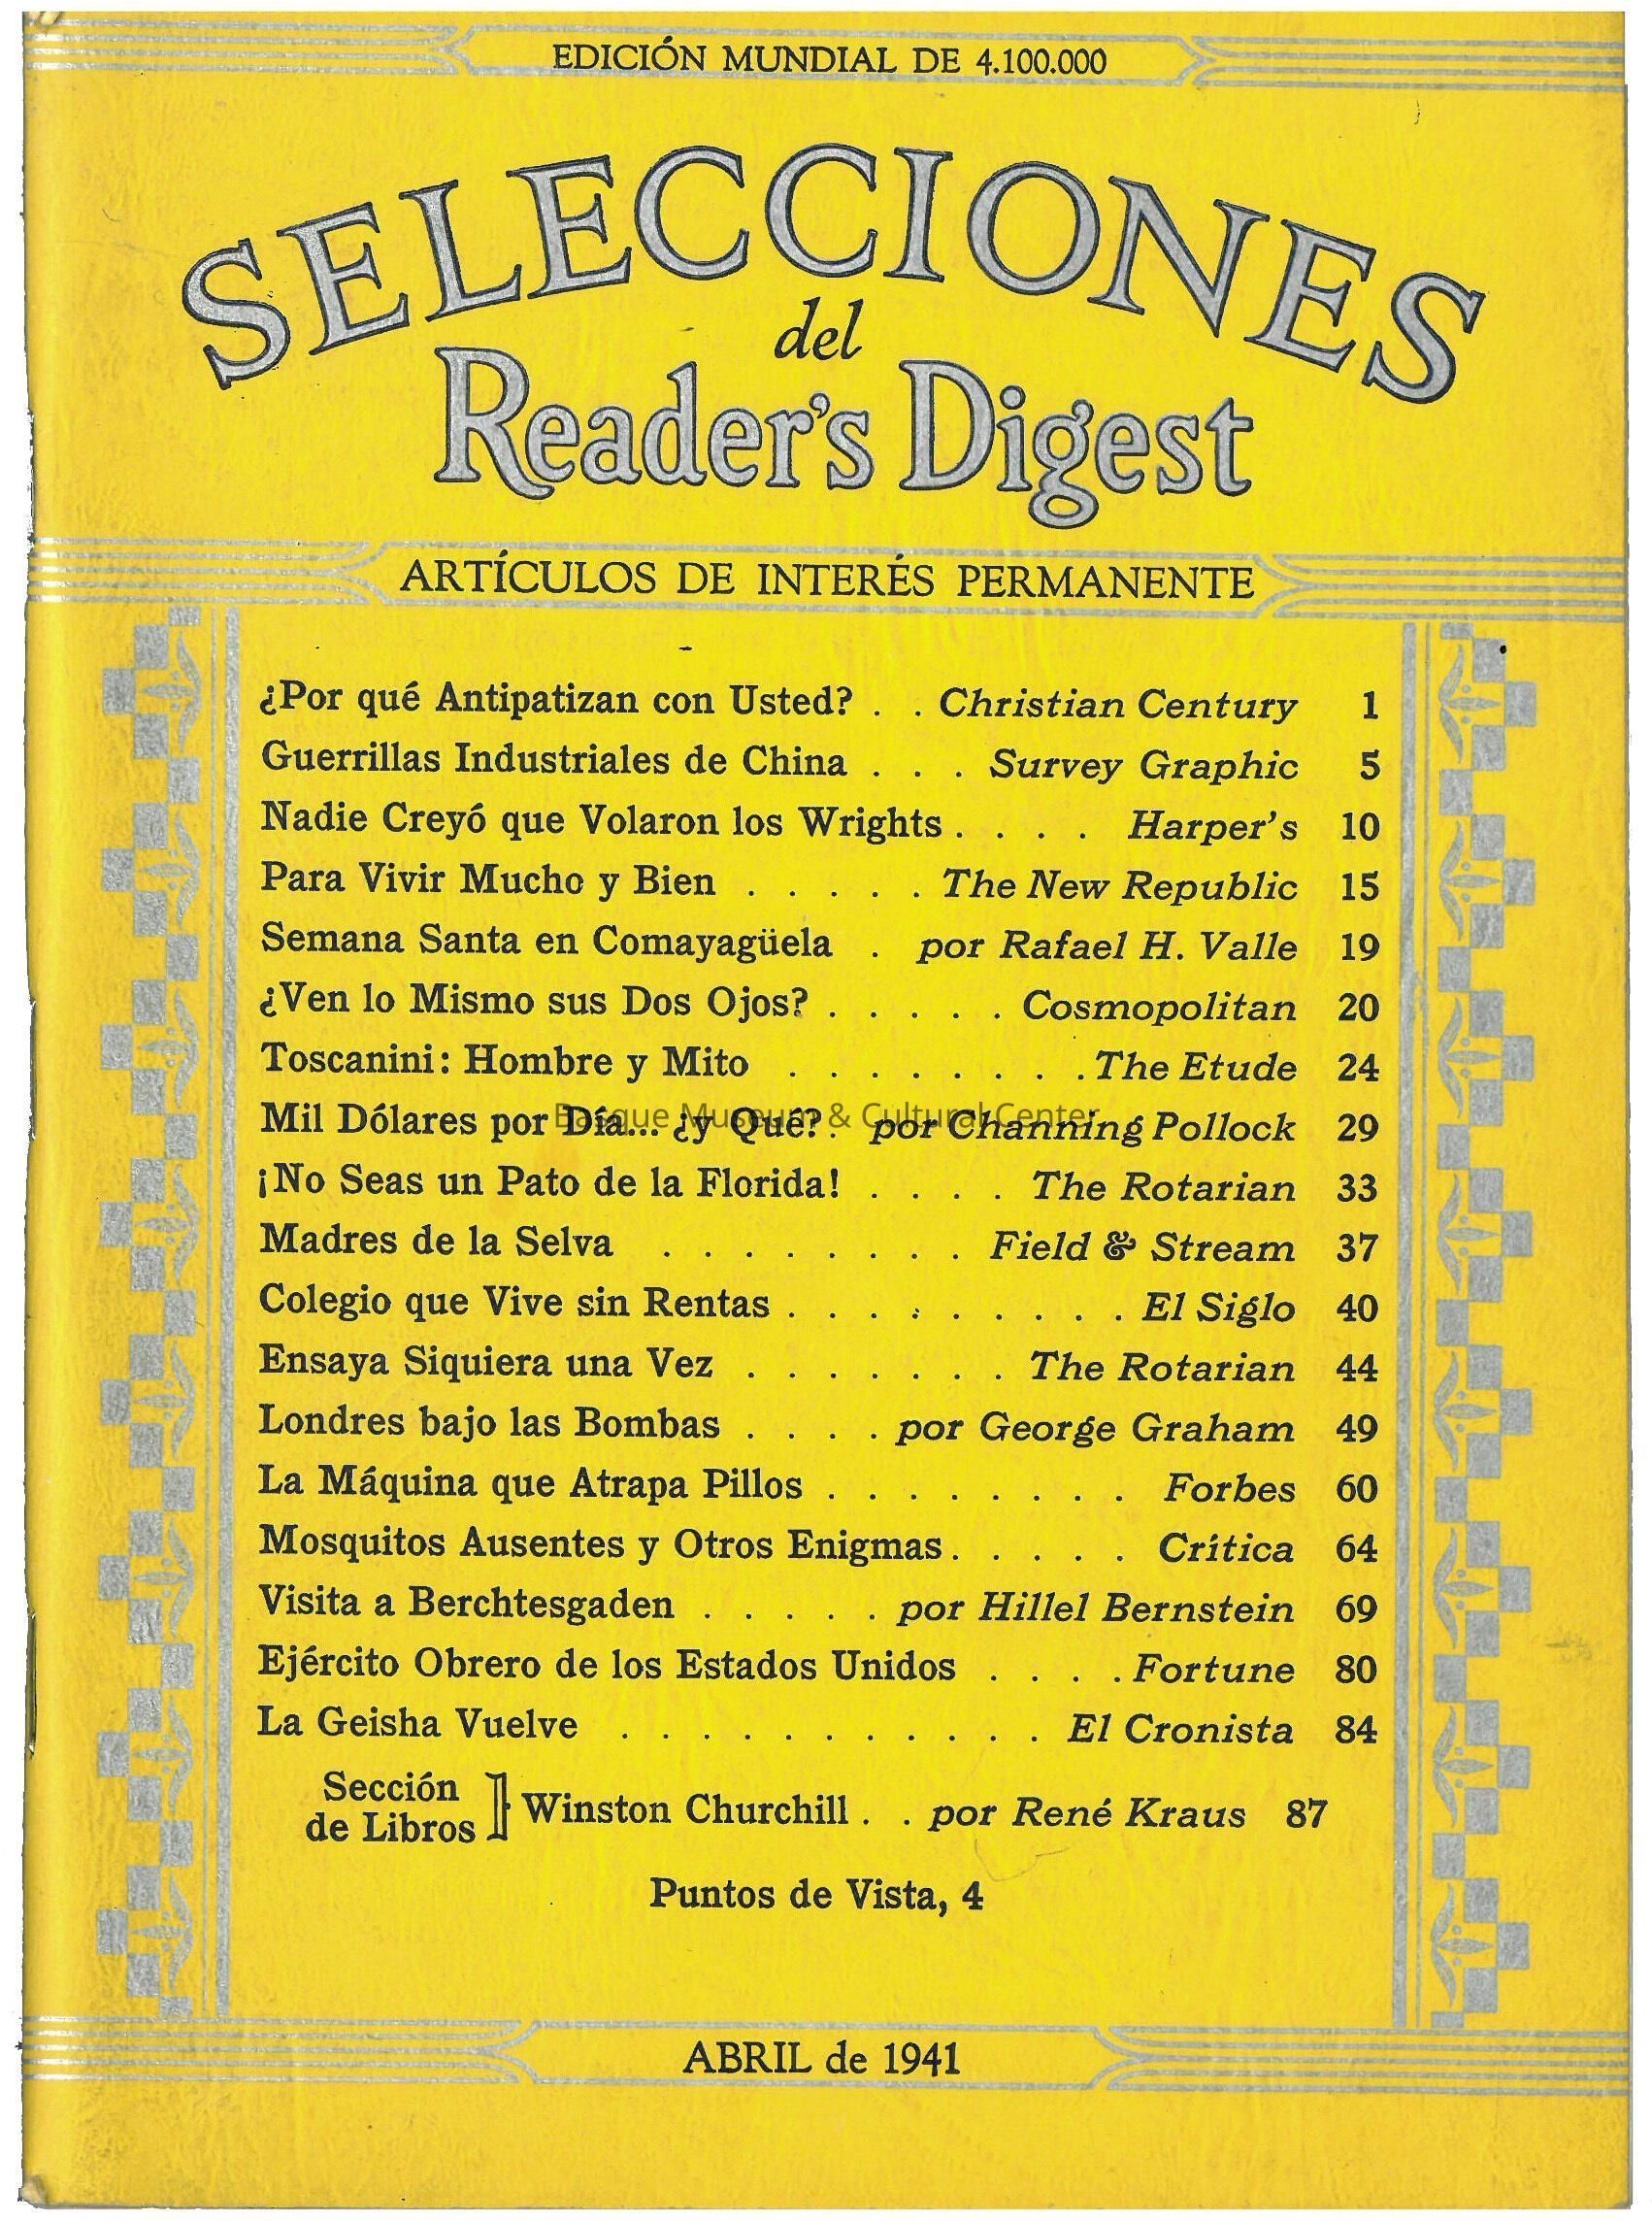 EDICIÓN MUNDIAL DE 4.100.000
SELECCIONES
del
Reader's Digest
ARTÍCULOS DE INTERÉS PERMANENTE
¿Por qué Antipatizan con Usted? . . Christian Century 1
Guerrillas Industriales de China . . . Survey Graphic 5
Nadie Creyó que Volaron los Wrights . . . . Harper's 10
Para Vivir Mucho y Bien . . . . . The New Republic 15
Semana Santa en Comayagüela . por Rafael H. Valle 19
¿Ven lo Mismo sus Dos Ojos? . . . . . Cosmopolitan 20
Toscanini: Hombre y Mito . . . . . . . . The Etude 24
Mil Dólares por Día... ¿y Qué? . por Channing Pollock 29
Basque Museum & Cultural Center
¡No Seas un Pato de la Florida! . . . . The Rotarian 33
Madres de la Selva . . . . . . . . Field & Stream 37
Colegio que Vive sin Rentas . . . . . . . . . El Siglo 40
Ensaya Siquiera una Vez . . . . . . . The Rotarian 44
Londres bajo las Bombas . . . . por George Graham 49
La Máquina que Atrapa Pillos . . . . . . . . Forbes 60
Mosquitos Ausentes y Otros Enigmas . . . . . Crítica 64
Visita a Berchtesgaden . . . . . por Hillel Bernstein 69
Ejército Obrero de los Estados Unidos . . . . Fortune 80
La Geisha Vuelve . . . . . . . . . . . El Cronista 84
Sección
de Libros
Winston Churchill . . por René Kraus 87
Puntos de Vista, 4
ABRIL de 1941